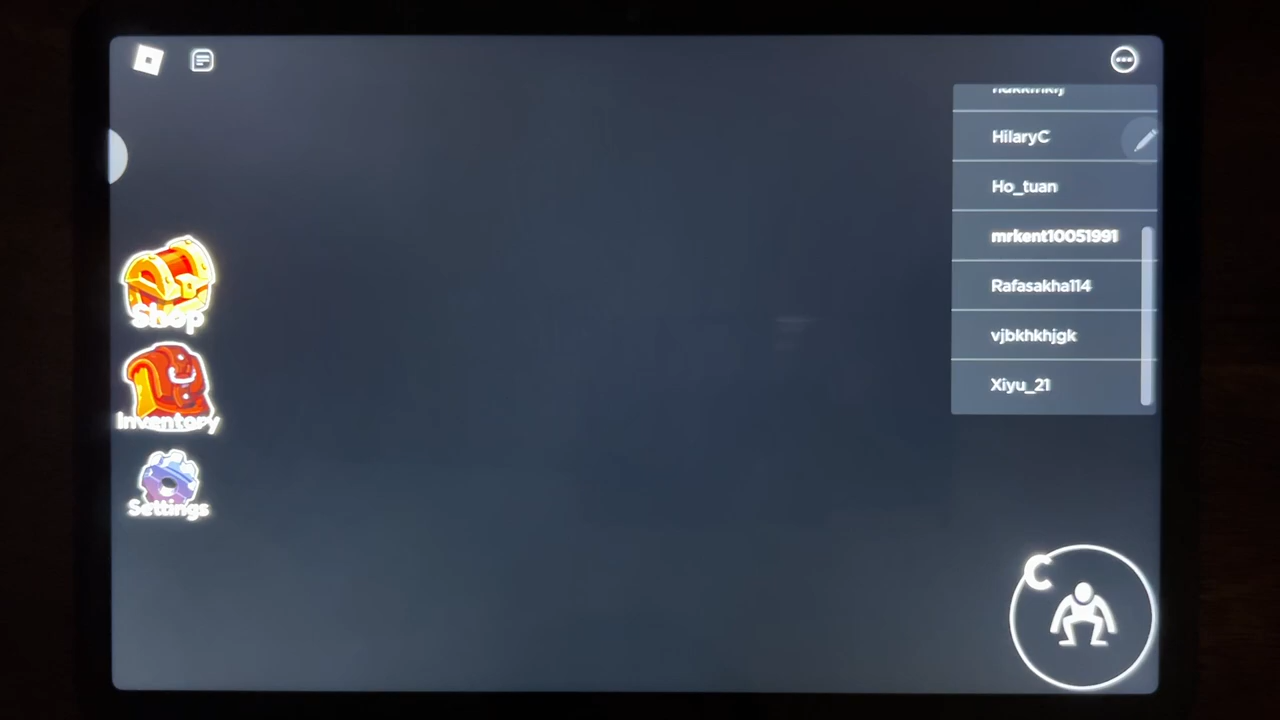 HilaryC
Ho_tuan
mrkent10051991
Rafasakha114
vjbkhkhjgk
Xiyu_21
Shop
Inventory
Settings
C